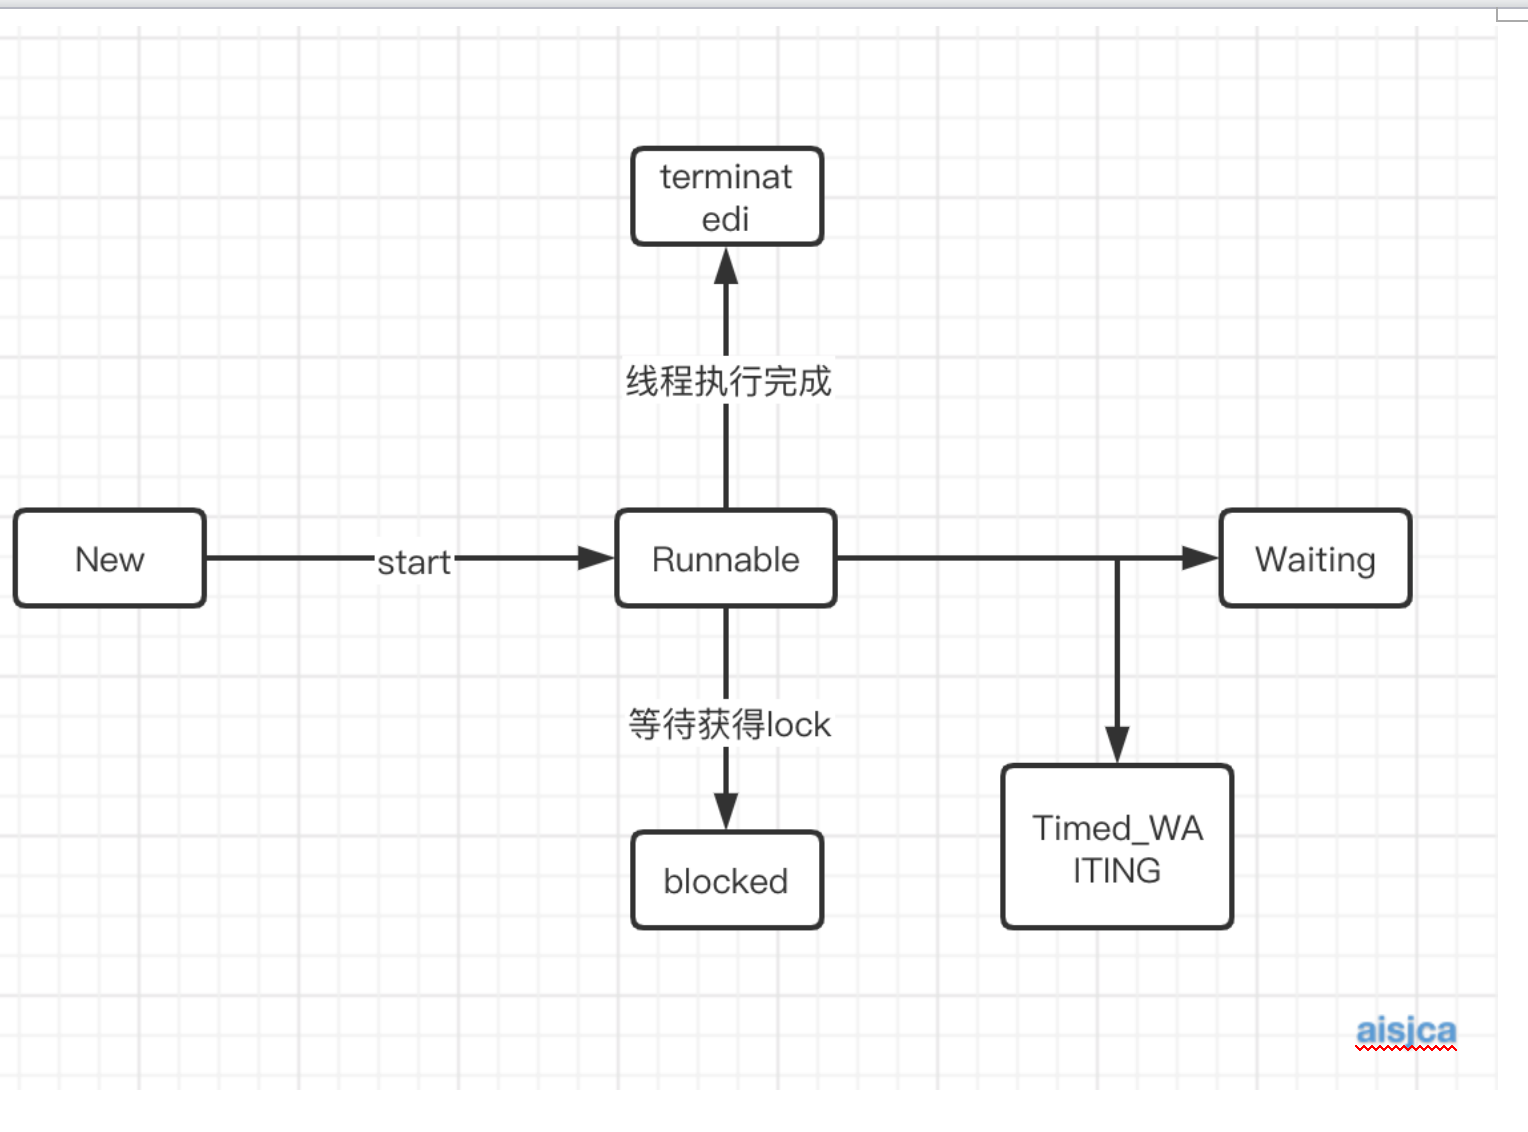 terminat
edi
线程执行完成
New
start
Runnable
Waiting
等待获得lock
Timed_WA
ITING
blocked
aisjca